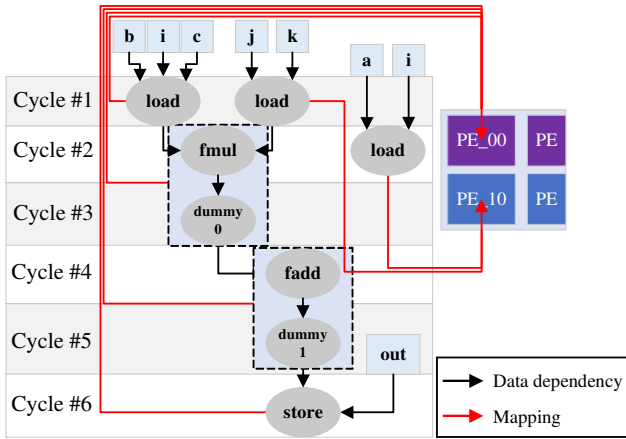 b i c j k a i
Cycle #1 load load
Cycle #2 fmul load
PE_00 PE
Cycle #3 dummy
0
PE_10 PE
Cycle #4 fadd
Cycle #5 dummy
1
out
Cycle #6 store
Data dependency
Mapping